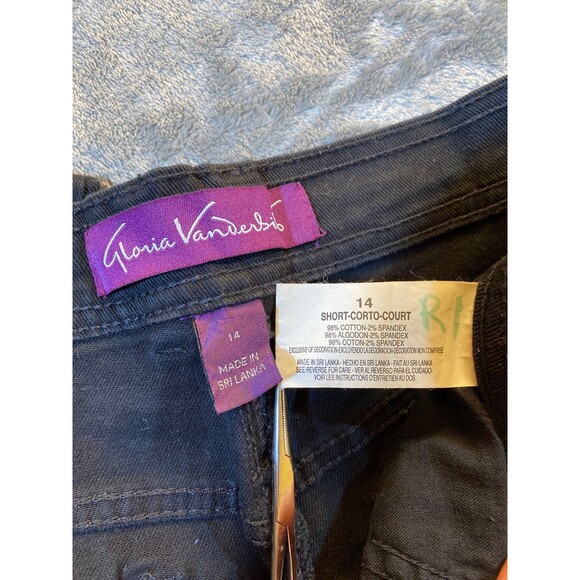 Gloria Vanderbilt
14
MADE IN
SRI LANKA
14
SHORT-CORTO-COURT
98% COTTON-2% SPANDEX
98% ALGODON-2% SPANDEX
98% COTON-2% SPANDEX
EXCLUSIVE OF DECORATION-EXCLUYENDO LA DECORACION-DECORATION NON COMPRISE
MADE IN SRI LANKA - HECHO EN SRI LANKA - FAIT AU SRI LANKA
SEE REVERSE FOR CARE - VER AL REVERSO PARA EL CUIDADO
VOIR LES INSTRUCTIONS D'ENTRETIEN AU DOS